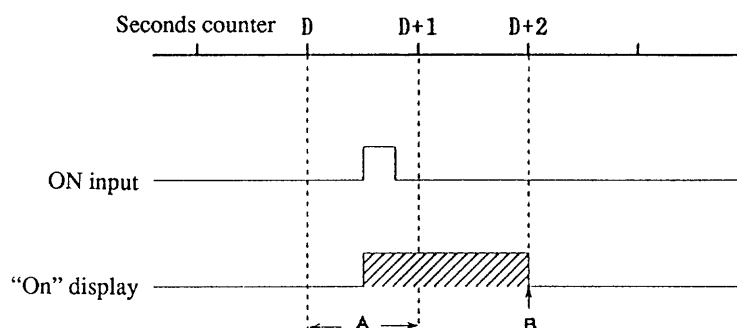 Seconds counter D D+1 D+2
ON input
“On” display
A B